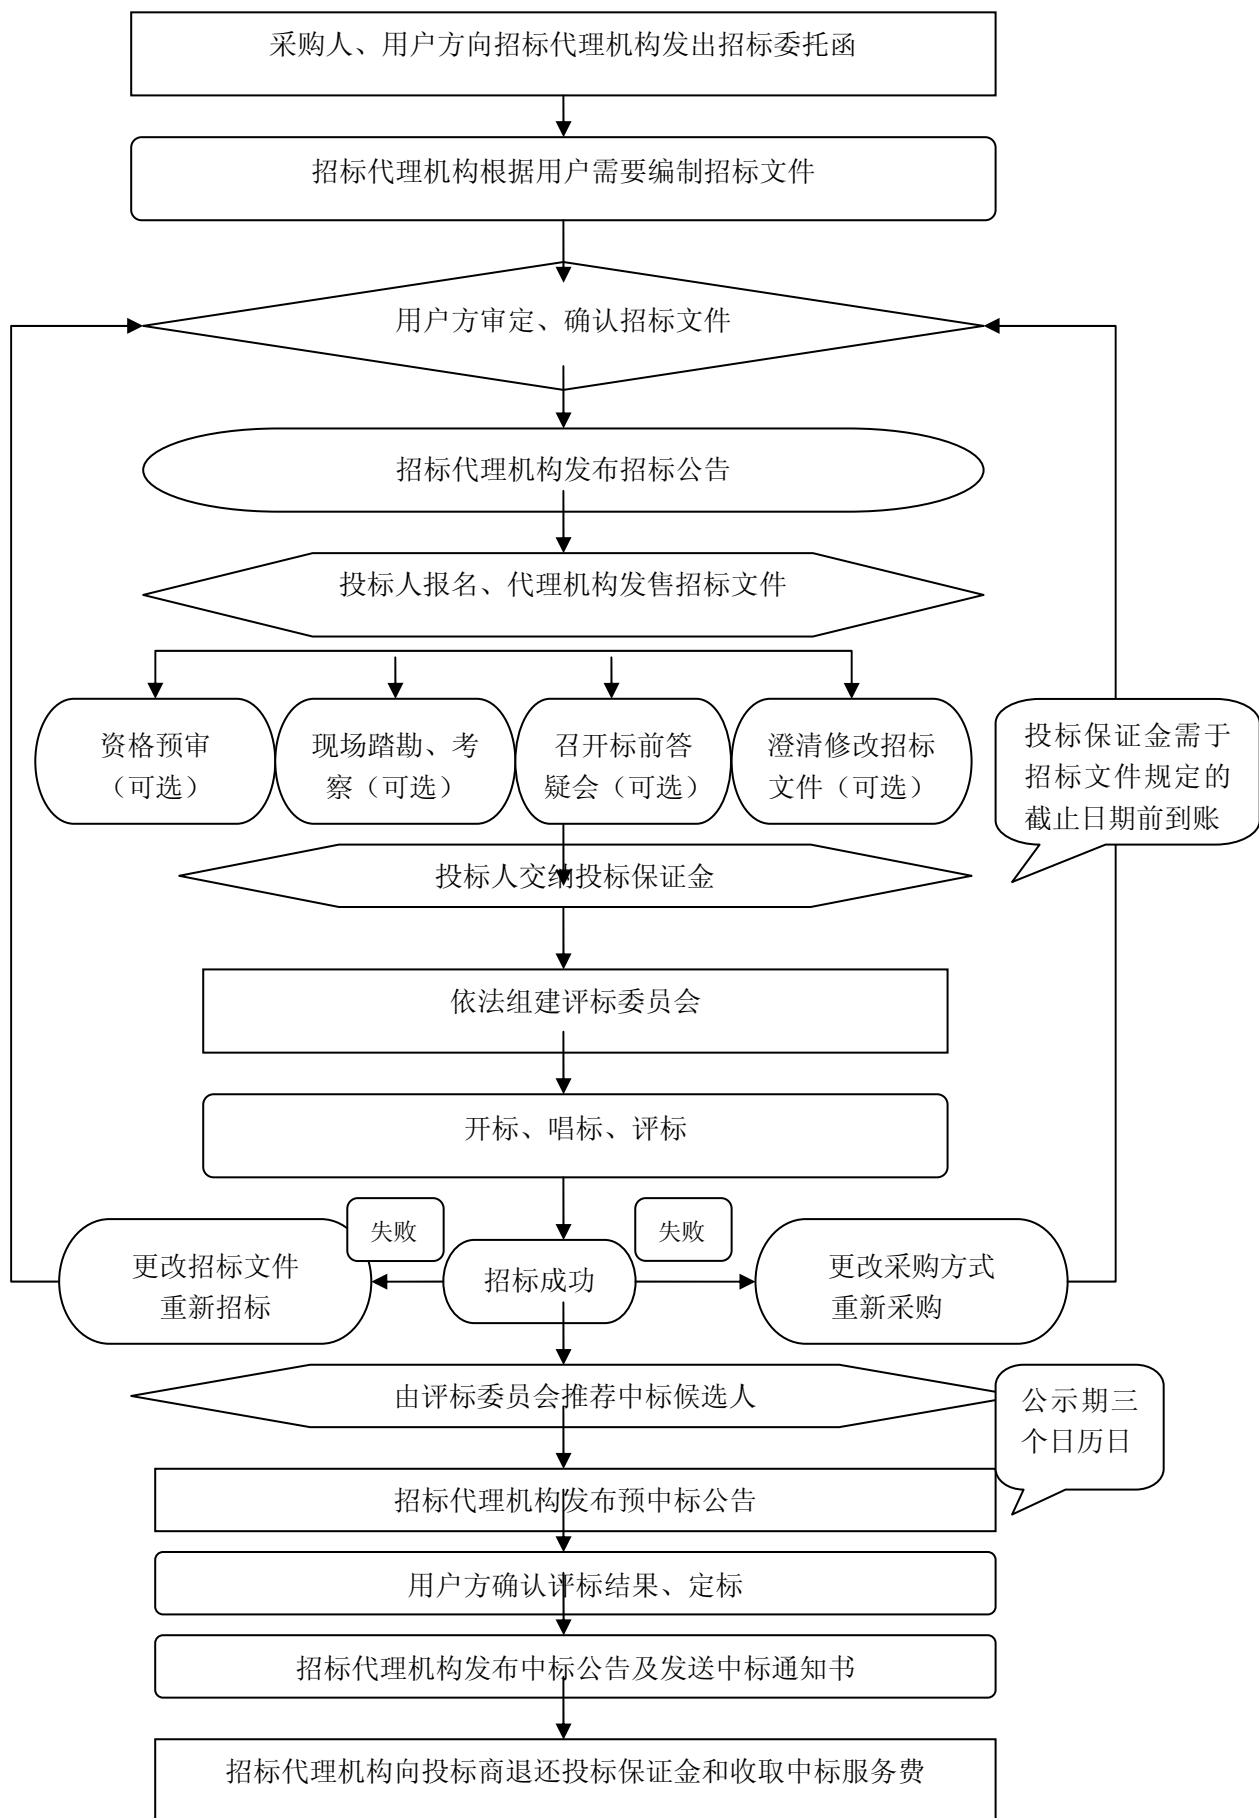 采购人、用户方向招标代理机构发出招标委托函
招标代理机构根据用户需要编制招标文件
用户方审定、确认招标文件
招标代理机构发布招标公告
投标人报名、代理机构发售招标文件
资格预审
（可选）
现场踏勘、考
察（可选）
召开标前答
疑会（可选）
澄清修改招标
文件（可选）
投标保证金需于
招标文件规定的
截止日期前到账
投标人交纳投标保证金
依法组建评标委员会
开标、唱标、评标
失败
失败
更改招标文件
重新招标
招标成功
更改采购方式
重新采购
由评标委员会推荐中标候选人
公示期三
个日历日
招标代理机构发布预中标公告
用户方确认评标结果、定标
招标代理机构发布中标公告及发送中标通知书
招标代理机构向投标商退还投标保证金和收取中标服务费